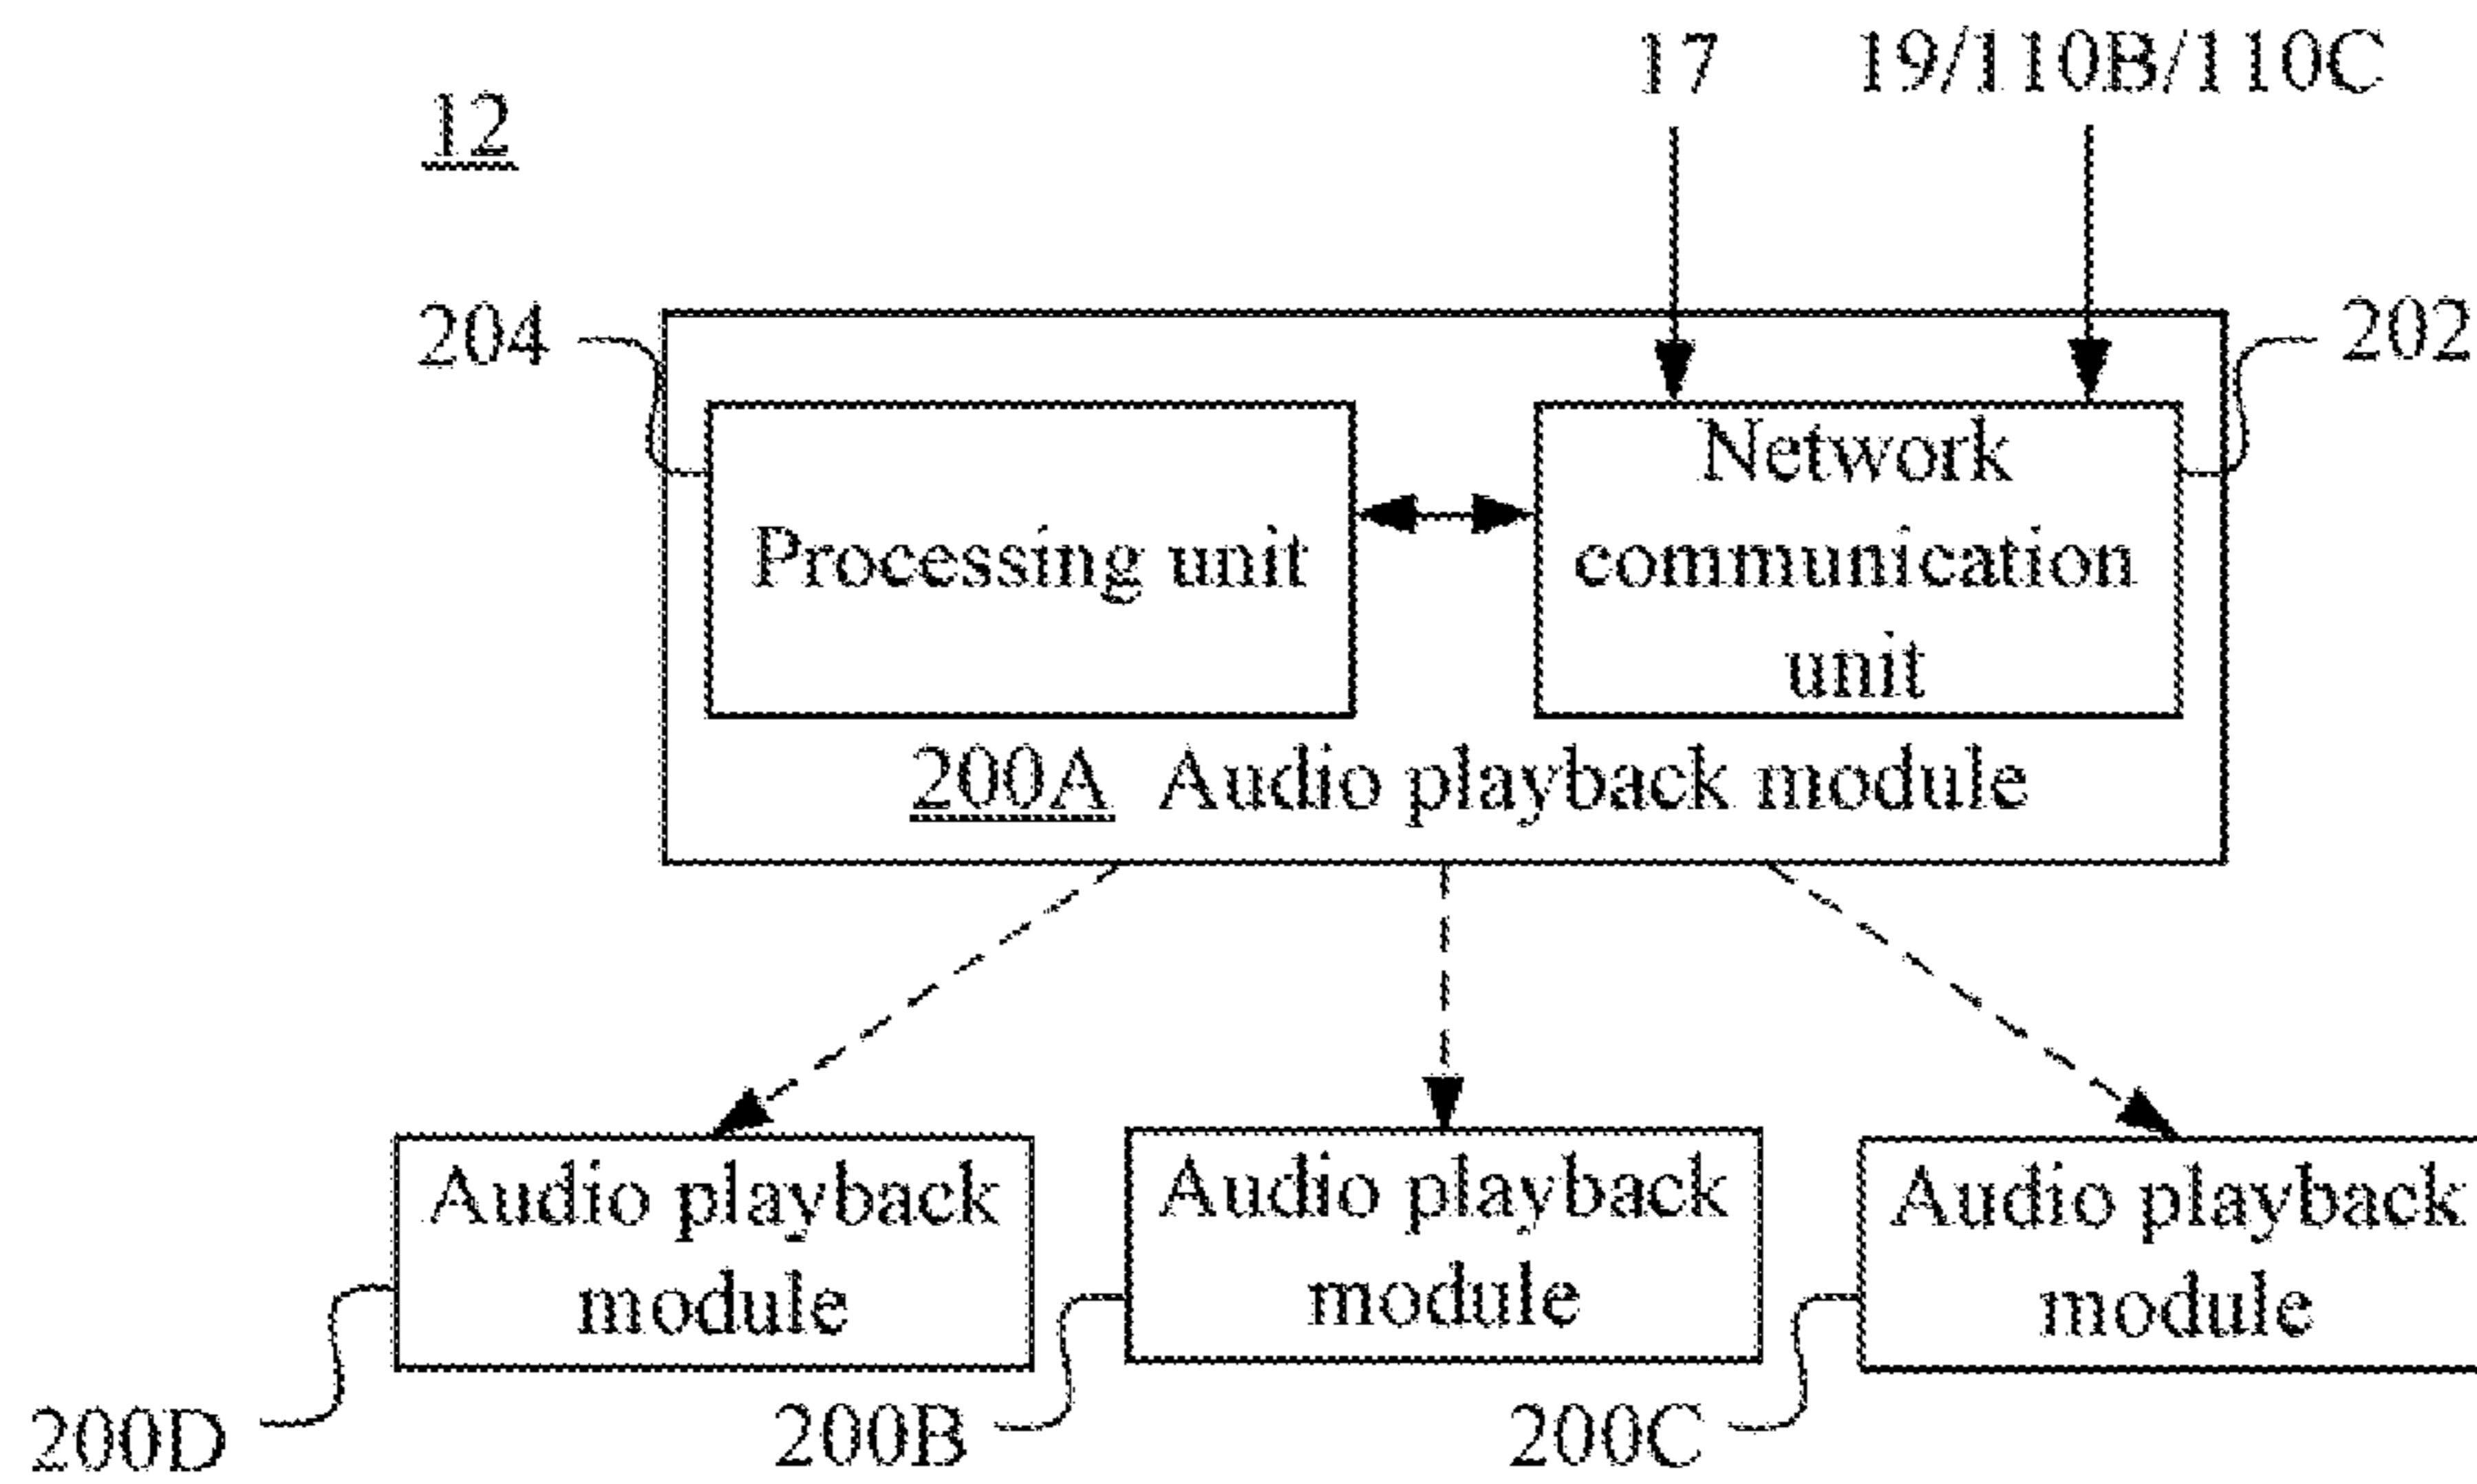 17 19/110B/110C
12
204
202
Processing unit
Network
communication
unit
200A Audio playback module
Audio playback
module
Audio playback
module
Audio playback
module
200D
200B
200C